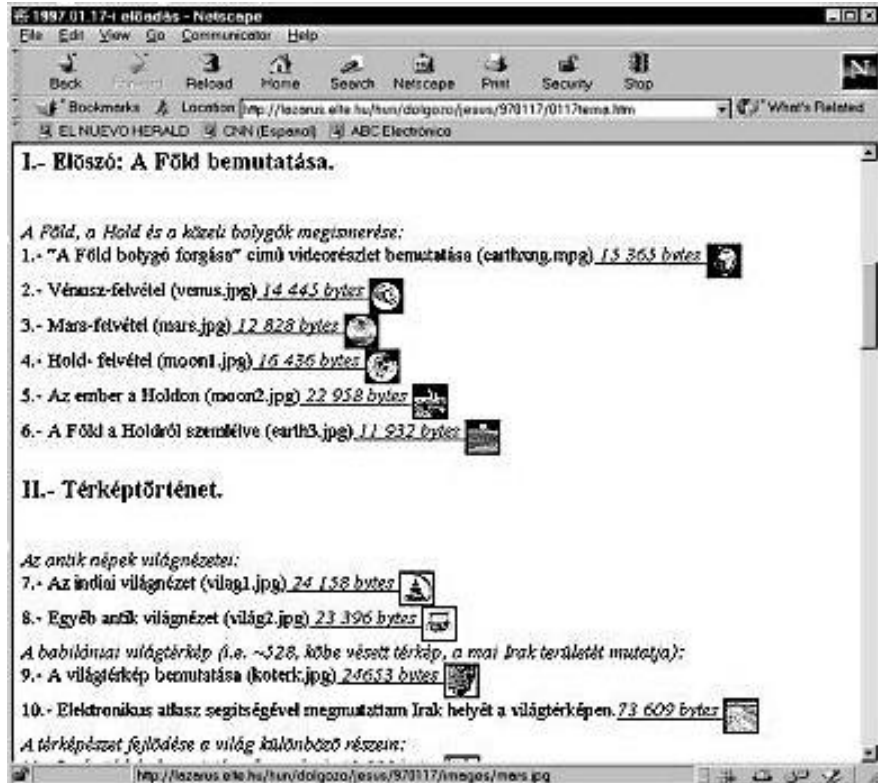 1997.01.17-i előadás - Netscape
File Edit View Go Communicator Help
Back Forward Reload Home Search Netscape Print Security Stop
Bookmarks Location http://lazarus.elte.hu/hun/dolgozo/jesus/970117/0117tema.htm What's Related
EL NUEVO HERALD CNN (Espanol) ABC Electrónico
I.- Előszó: A Föld bemutatása.
A Föld, a Hold és a közeli bolygók megismerése:
1.- "A Föld bolygó forgása" című videorészlet bemutatása (earthrng.mpg) 15 365 bytes
2.- Vénusz-felvétel (venus.jpg) 14 445 bytes
3.- Mars-felvétel (mars.jpg) 12 828 bytes
4.- Hold- felvétel (moon1.jpg) 16 436 bytes
5.- Az ember a Holdon (moon2.jpg) 22 958 bytes
6.- A Föld a Holdról szemlélve (earth3.jpg) 11 932 bytes
II.- Térképtörténet.
Az antik népek világnézetei:
7.- Az indiai világnézet (vilag1.jpg) 24 158 bytes
8.- Egyéb antik világnézet (világ2.jpg) 23 396 bytes
A babilóniai világtérkép (i.e. ~528, kőbe vésett térkép, a mai Irak területét mutatja):
9.- A világtérkép bemutatása (koterk.jpg) 24653 bytes
10.- Elektronikus atlasz segítségével megmutattam Irak helyét a világtérképen. 73 609 bytes
A térképészet fejlődése a világ különböző részein:
http://lazarus.elte.hu/hun/dolgozo/jesus/970117/images/mars.jpg